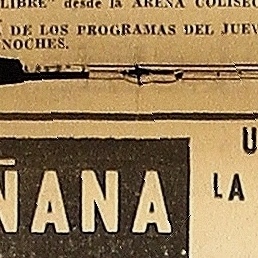 LIBRE" desde la ARENA COLISEO
DE LOS PROGRAMAS DEL JUEV
NOCHES.
U
ÑANA
LA